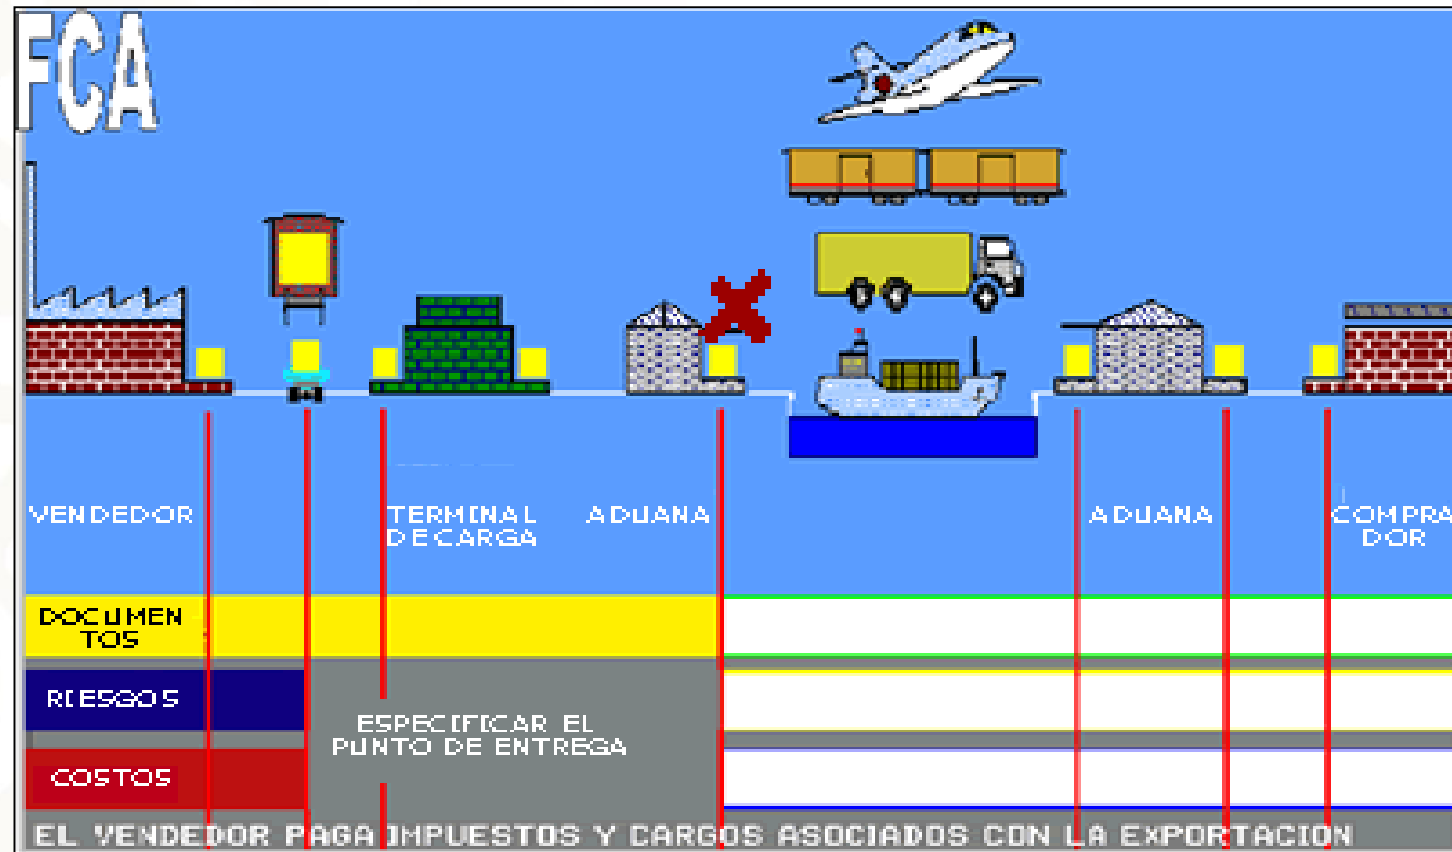 FCA
VENDEDOR
TERMINAL
DE CARGA
ADUANA
ADUANA
COMPRA
DOR
DOCUMEN
TOS
RIESGOS
ESPECIFICAR EL
PUNTO DE ENTREGA
COSTOS
EL VENDEDOR PAGA IMPUESTOS Y CARGOS ASOCIADOS CON LA EXPORTACION